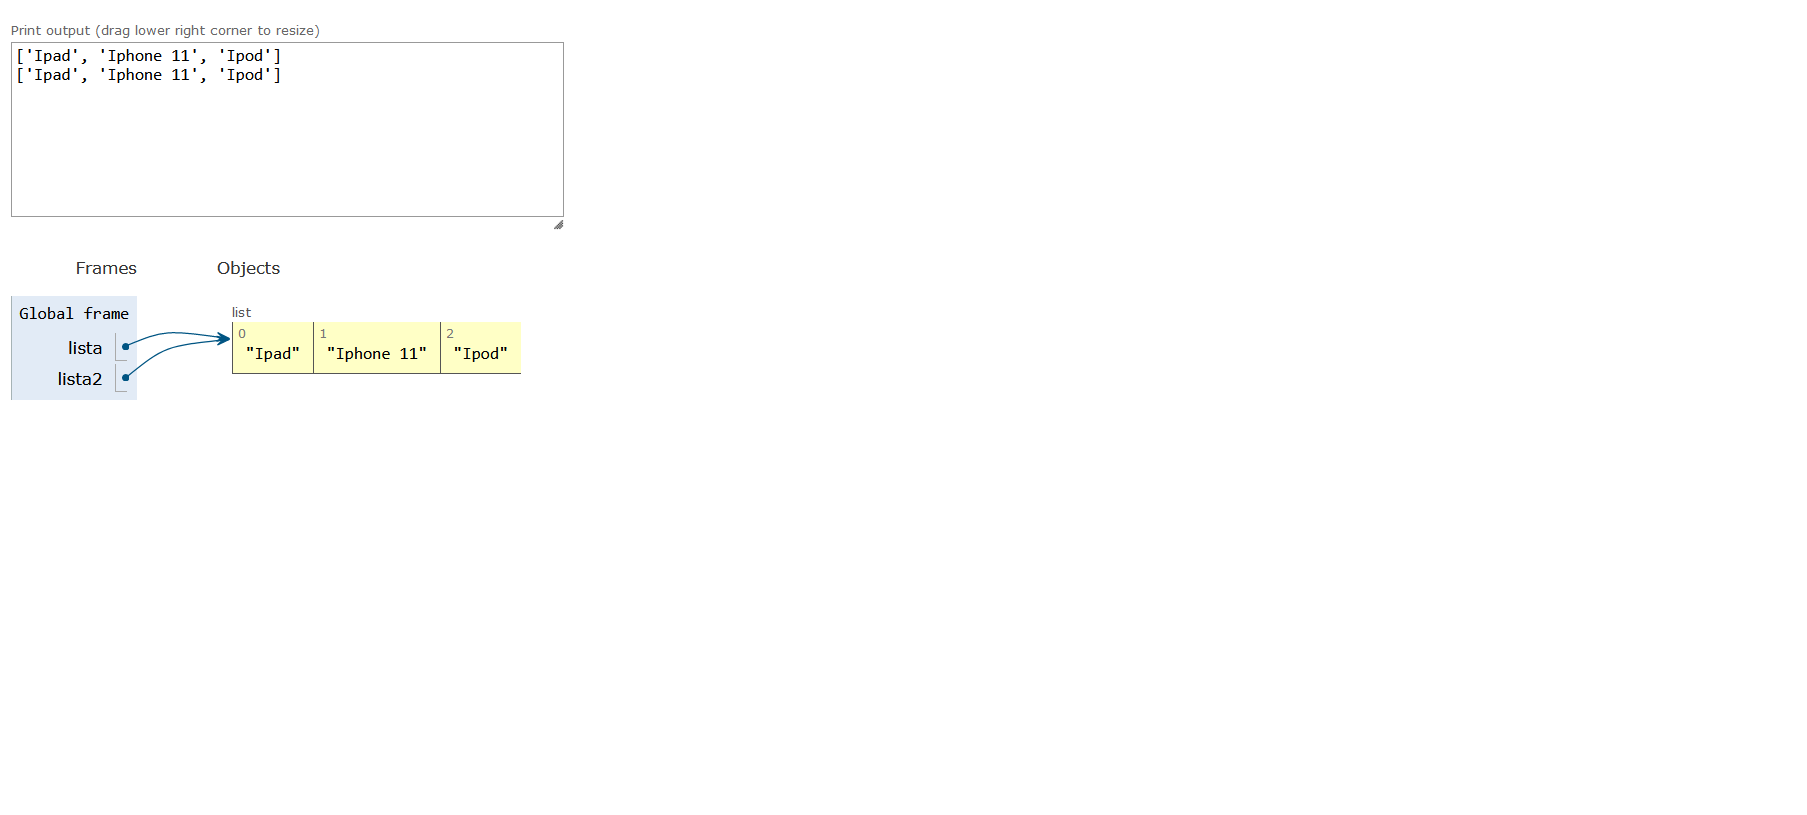 Print output (drag lower right corner to resize)
['Ipad', 'Iphone 11', 'Ipod']
['Ipad', 'Iphone 11', 'Ipod']
Frames Objects
Global frame
lista
lista2
list
0 1 2
"Ipad" "Iphone 11" "Ipod"